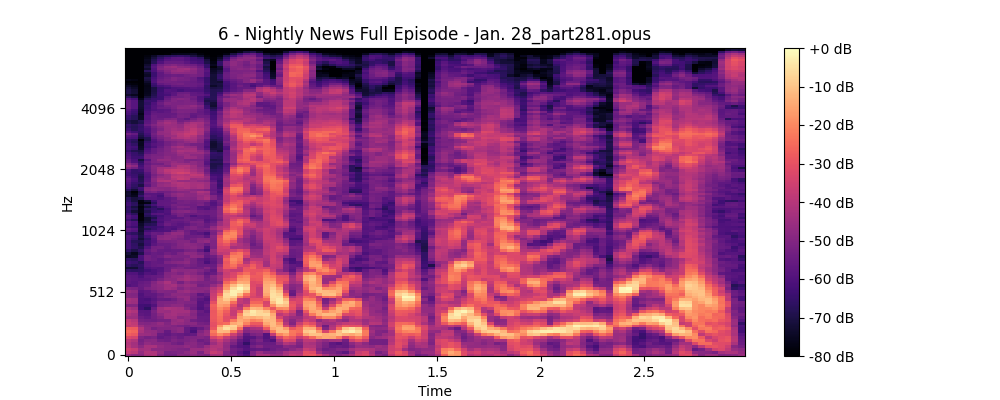 6 - Nightly News Full Episode - Jan. 28_part281.opus
Hz
4096
2048
1024
512
0
0
0.5
1
1.5
2
2.5
Time
+0 dB
-10 dB
-20 dB
-30 dB
-40 dB
-50 dB
-60 dB
-70 dB
-80 dB